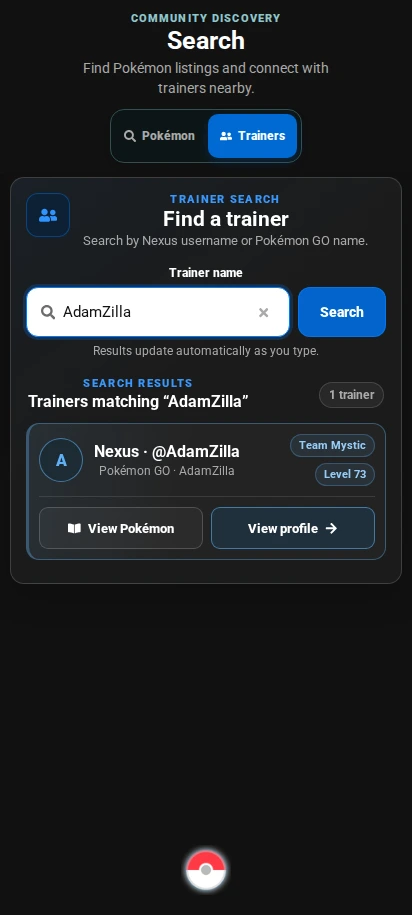 COMMUNITY DISCOVERY
Search
Find Pokémon listings and connect with
trainers nearby.
Pokémon
Trainers
TRAINER SEARCH
Find a trainer
Search by Nexus username or Pokémon GO name.
Trainer name
AdamZilla
Search
Results update automatically as you type.
SEARCH RESULTS
Trainers matching “AdamZilla”
1 trainer
A
Nexus · @AdamZilla
Pokémon GO · AdamZilla
Team Mystic
Level 73
View Pokémon
View profile